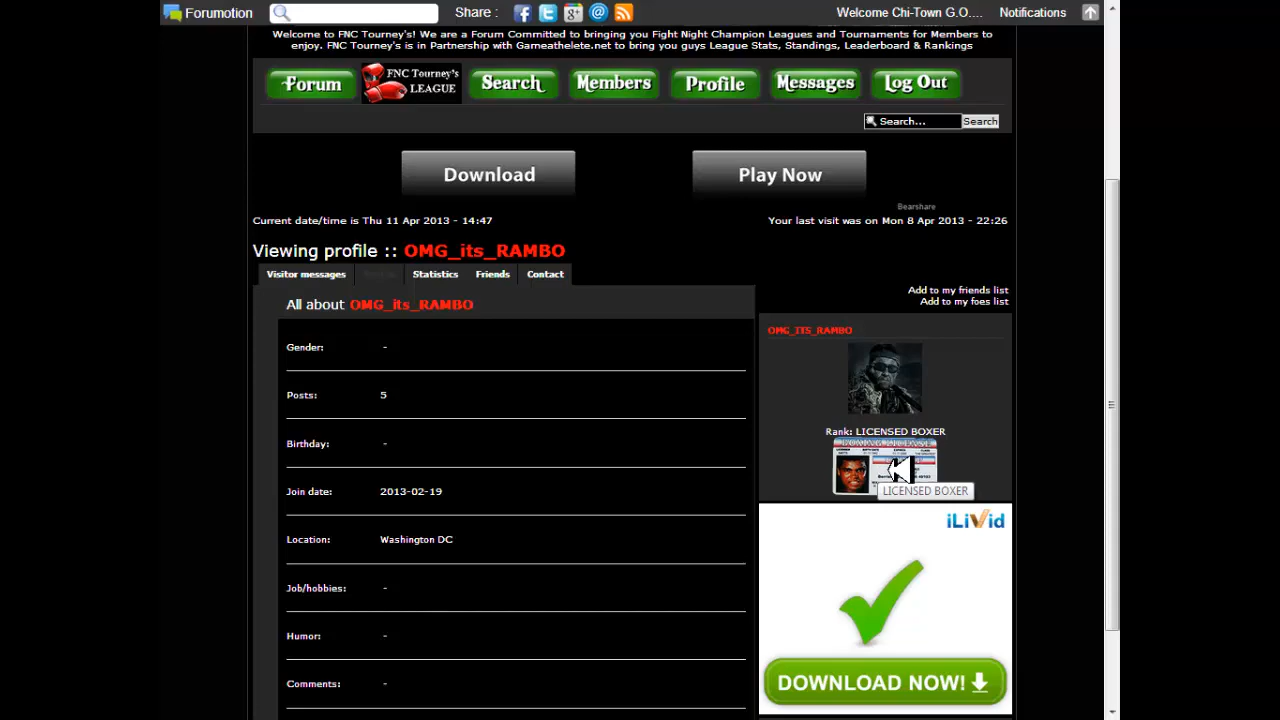 Forumotion
Share :
Welcome Chi-Town G.O....
Notifications
Welcome to FNC Tourney's! We are a Forum Committed to bringing you Fight Night Champion Leagues and Tournaments for Members to
enjoy. FNC Tourney's is in Partnership with Gameathelete.net to bring you guys League Stats, Standings, Leaderboard & Rankings
Forum
FNC Tourney's
LEAGUE
Search
Members
Profile
Messages
Log Out
Search...
Search
Download
Play Now
Bearshare
Current date/time is Thu 11 Apr 2013 - 14:47
Your last visit was on Mon 8 Apr 2013 - 22:26
Viewing profile :: OMG_its_RAMBO
Visitor messages
Statistics
Friends
Contact
Add to my friends list
Add to my foes list
All about OMG_its_RAMBO
OMG_ITS_RAMBO
Gender: -
Posts: 5
Rank: LICENSED BOXER
BOXING LICENSE
Birthday: -
LICENSED BOXER
Join date: 2013-02-19
iLiVid
Location: Washington DC
Job/hobbies: -
Humor: -
Comments: -
DOWNLOAD NOW!